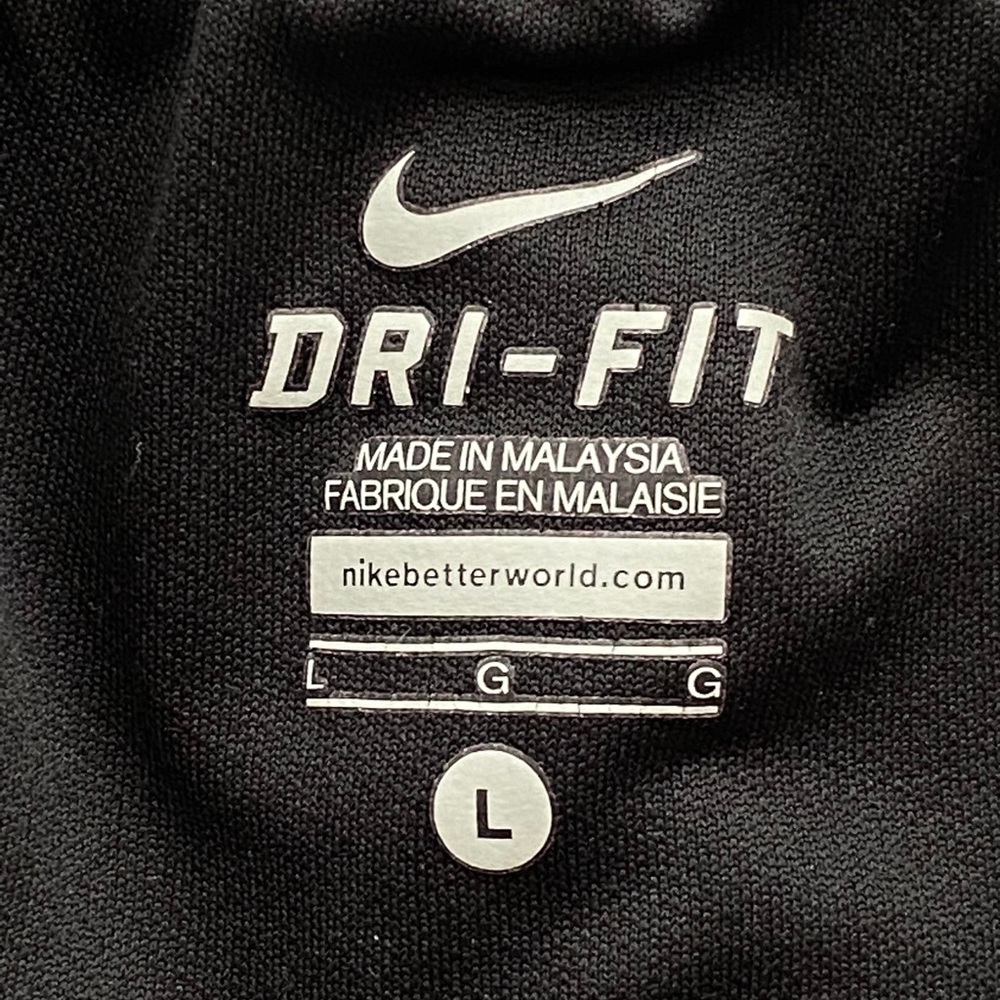 DRI-FIT
MADE IN MALAYSIA
FABRIQUE EN MALAISIE
nikebetterworld.com
L G G
L